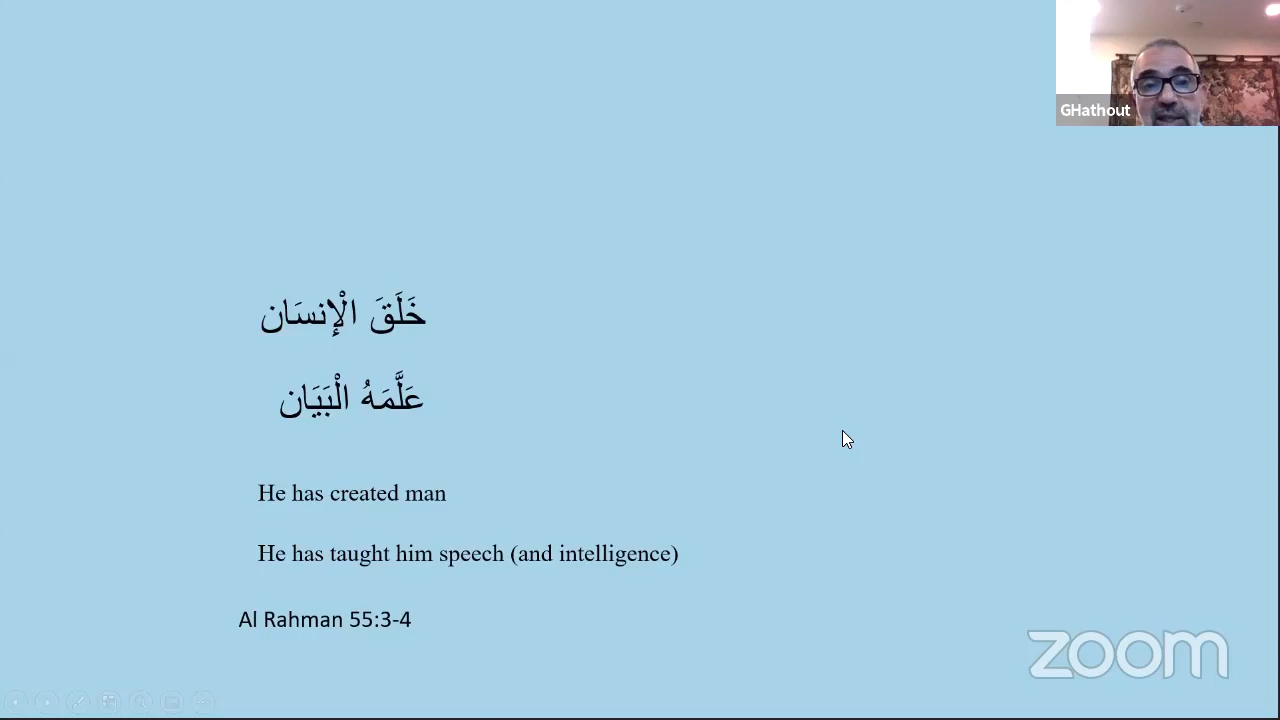 GHathout
خَلَقَ الْإِنسَان
عَلَّمَهُ الْبَيَان
He has created man
He has taught him speech (and intelligence)
Al Rahman 55:3-4
zoom